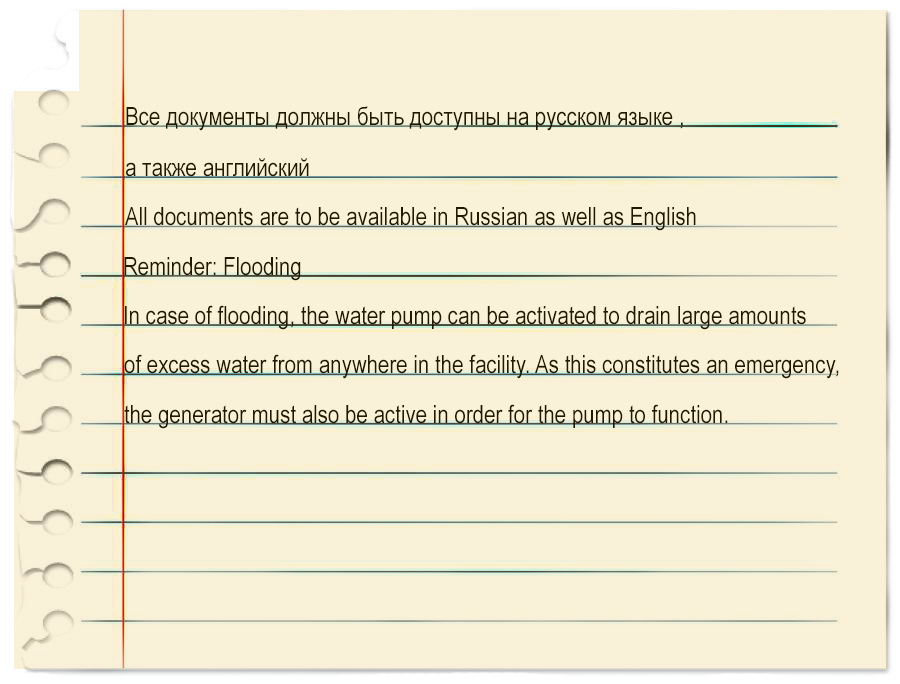 Все документы должны быть доступны на русском языке ,
а также английский
All documents are to be available in Russian as well as English
Reminder: Flooding
In case of flooding, the water pump can be activated to drain large amounts
of excess water from anywhere in the facility. As this constitutes an emergency,
the generator must also be active in order for the pump to function.